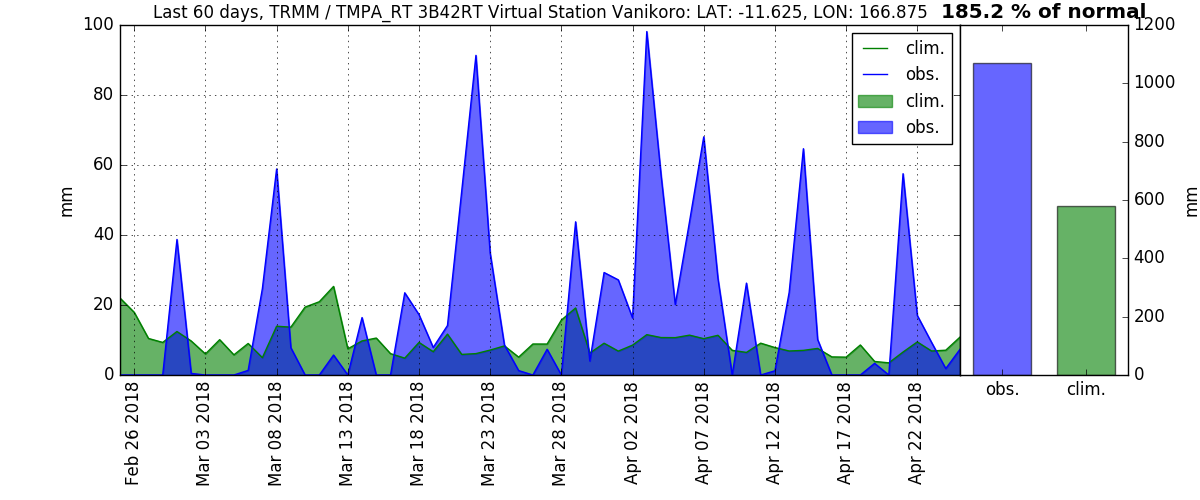 Last 60 days, TRMM / TMPA_RT 3B42RT Virtual Station Vanikoro: LAT: -11.625, LON: 166.875 185.2 % of normal
100
80
60
40
20
0
mm
clim.
obs.
clim.
obs.
Feb 26 2018
Mar 03 2018
Mar 08 2018
Mar 13 2018
Mar 18 2018
Mar 23 2018
Mar 28 2018
Apr 02 2018
Apr 07 2018
Apr 12 2018
Apr 17 2018
Apr 22 2018
1200
1000
800
600
400
200
0
mm
obs.
clim.